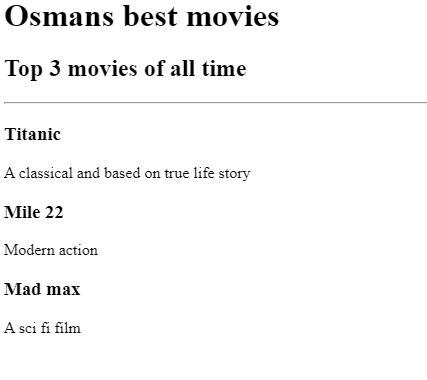 Osmans best movies
Top 3 movies of all time
Titanic
A classical and based on true life story
Mile 22
Modern action
Mad max
A sci fi film